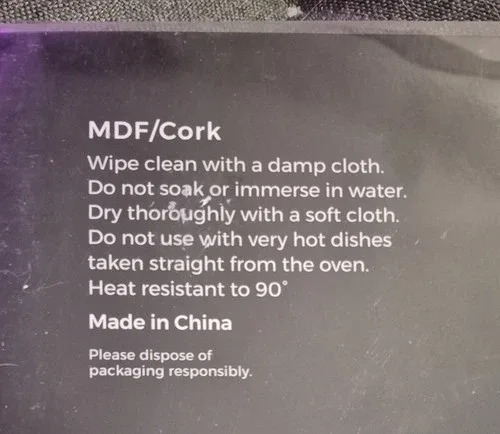 MDF/Cork
Wipe clean with a damp cloth.
Do not soak or immerse in water.
Dry thoroughly with a soft cloth.
Do not use with very hot dishes
taken straight from the oven.
Heat resistant to 90°
Made in China
Please dispose of
packaging responsibly.